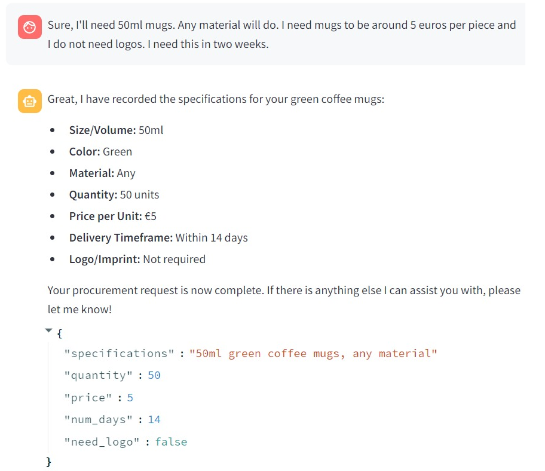 Sure, I'll need 50ml mugs. Any material will do. I need mugs to be around 5 euros per piece and
I do not need logos. I need this in two weeks.
Great, I have recorded the specifications for your green coffee mugs:
• Size/Volume: 50ml
• Color: Green
• Material: Any
• Quantity: 50 units
• Price per Unit: €5
• Delivery Timeframe: Within 14 days
• Logo/Imprint: Not required
Your procurement request is now complete. If there is anything else I can assist you with, please
let me know!
{
"specifications" : "50ml green coffee mugs, any material"
"quantity" : 50
"price" : 5
"num_days" : 14
"need_logo" : false
}